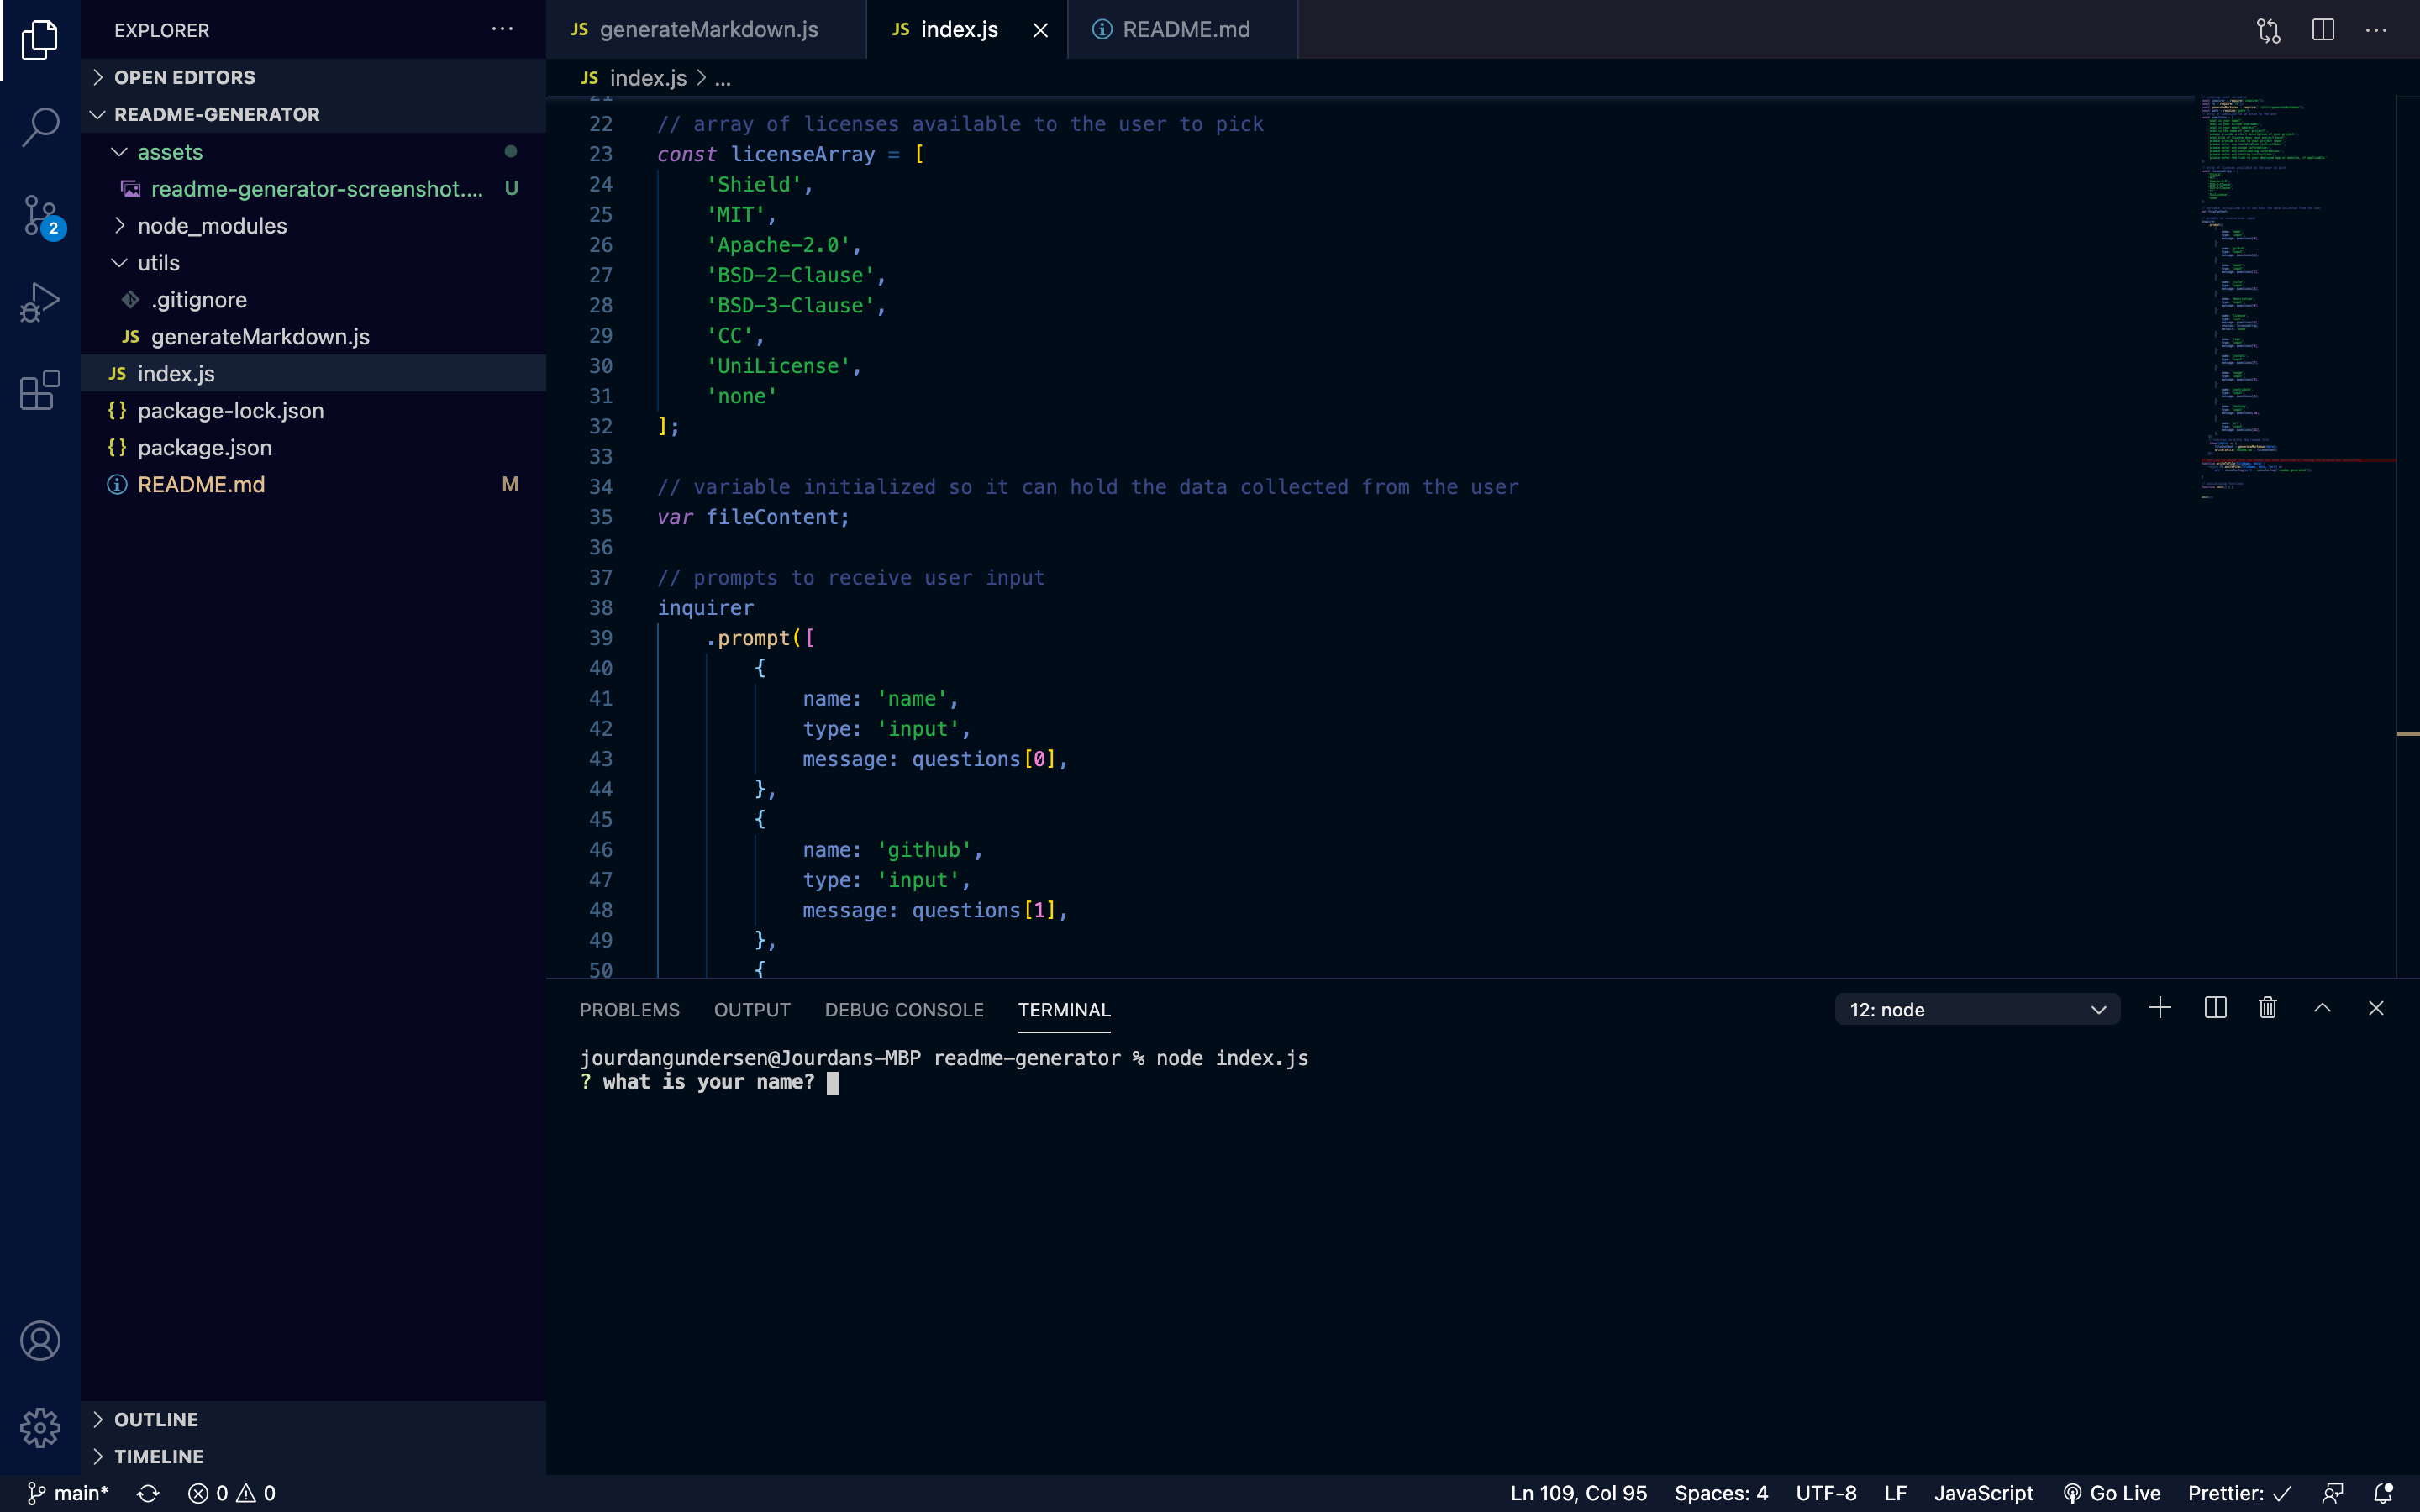 EXPLORER
OPEN EDITORS
README-GENERATOR
assets
readme-generator-screenshot.... U
node_modules
utils
.gitignore
JS generateMarkdown.js
JS index.js
{} package-lock.json
{} package.json
README.md M
OUTLINE
TIMELINE
2
JS generateMarkdown.js
JS index.js
README.md
JS index.js > ...
21
22 // array of licenses available to the user to pick
23 const licenseArray = [
24 'Shield',
25 'MIT',
26 'Apache-2.0',
27 'BSD-2-Clause',
28 'BSD-3-Clause',
29 'CC',
30 'UniLicense',
31 'none'
32 ];
33
34 // variable initialized so it can hold the data collected from the user
35 var fileContent;
36
37 // prompts to receive user input
38 inquirer
39 .prompt([
40 {
41 name: 'name',
42 type: 'input',
43 message: questions[0],
44 },
45 {
46 name: 'github',
47 type: 'input',
48 message: questions[1],
49 },
50 {
PROBLEMS OUTPUT DEBUG CONSOLE TERMINAL
12: node
jourdangundersen@Jourdans-MBP readme-generator % node index.js
? what is your name?
main* 0 0
Ln 109, Col 95 Spaces: 4 UTF-8 LF JavaScript Go Live Prettier: ✓